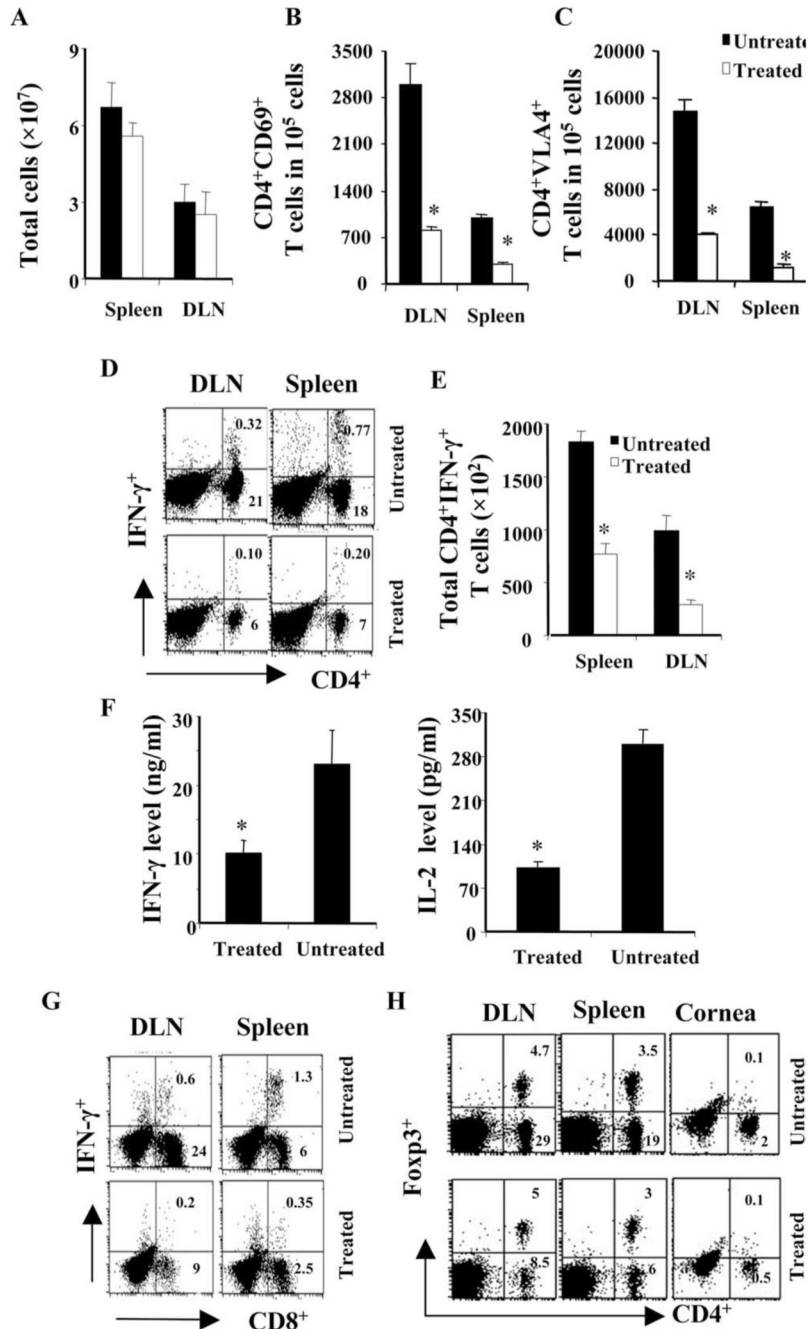 A
Total cells (×10⁷)
9
6
3
0
Spleen DLN
B
CD4⁺CD69⁺
T cells in 10⁵ cells
3500
2800
1400
700
0
*
*
DLN Spleen
C
CD4⁺VLA4⁺
T cells in 10⁵ cells
20000
16000
12000
8000
4000
0
Untreate
Treated
*
*
DLN Spleen
D
DLN Spleen
IFN-γ⁺
0.32 0.77
21 18
Untreated
0.10 0.20
6 7
Treated
CD4⁺
E
Total CD4⁺IFN-γ⁺
T cells (×10²)
2000
1500
1000
500
0
Untreated
Treated
*
*
Spleen DLN
F
IFN-γ level (ng/ml)
30
20
10
0
*
Treated Untreated
IL-2 level (pg/ml)
350
280
210
140
70
0
*
Treated Untreated
G
DLN Spleen
IFN-γ⁺
0.6 1.3
24 6
Untreated
0.2 0.35
9 2.5
Treated
CD8⁺
H
DLN Spleen Cornea
Foxp3⁺
4.7 3.5 0.1
29 19 2
Untreated
5 3 0.1
8.5 6 0.5
Treated
CD4⁺